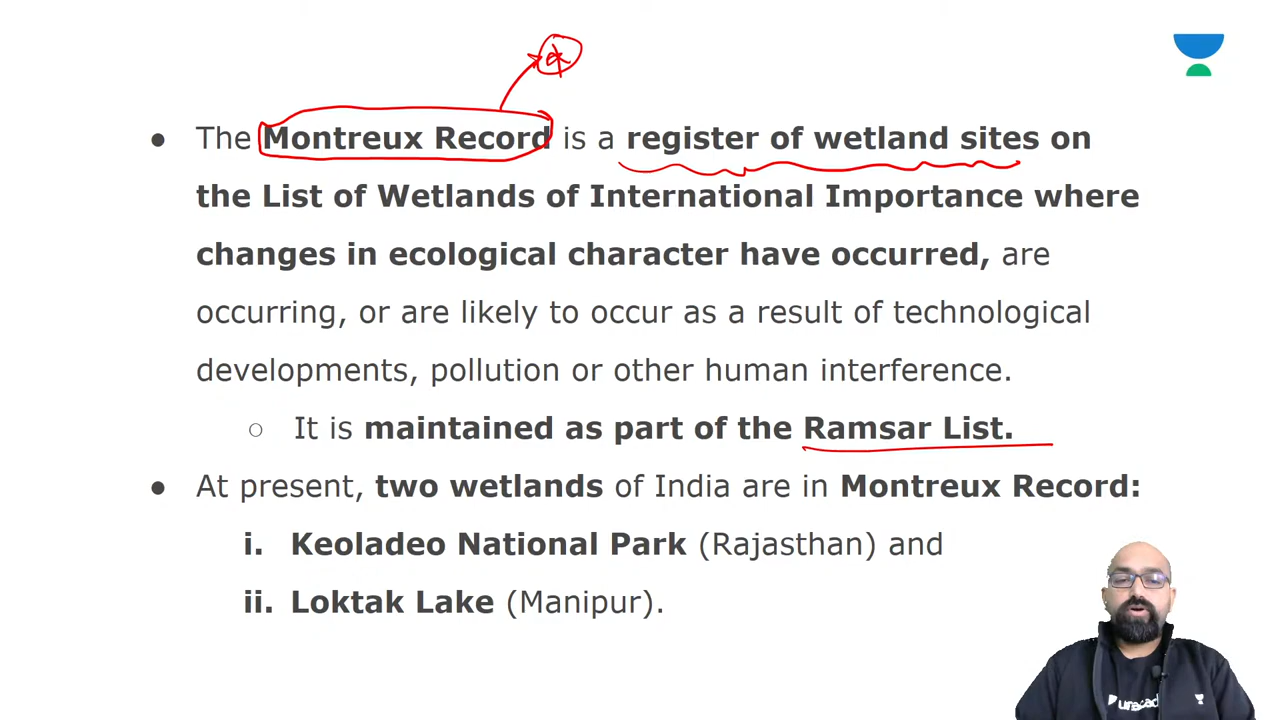 ● The Montreux Record is a register of wetland sites on
the List of Wetlands of International Importance where
changes in ecological character have occurred, are
occurring, or are likely to occur as a result of technological
developments, pollution or other human interference.
○ It is maintained as part of the Ramsar List.
● At present, two wetlands of India are in Montreux Record:
i. Keoladeo National Park (Rajasthan) and
ii. Loktak Lake (Manipur).